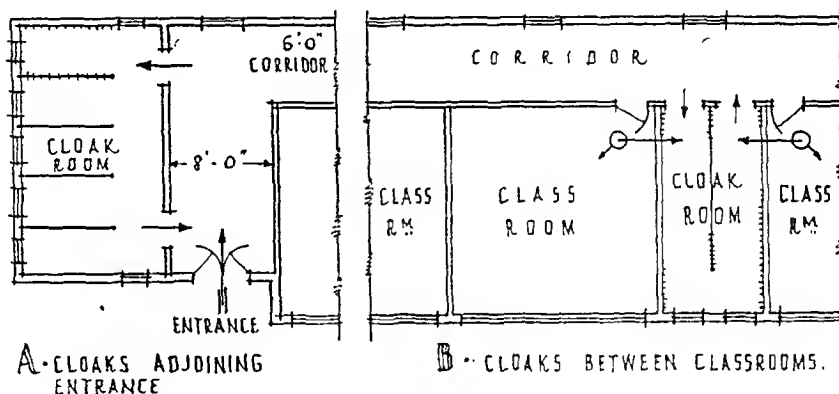 6'·0"
CORRIDOR
CLOAK
ROOM
8'-0"
ENTRANCE
A · CLOAKS ADJOINING
ENTRANCE
CORRIDOR
CLASS
RM
CLASS
ROOM
CLOAK
ROOM
CLASS
RM
B · CLOAKS BETWEEN CLASSROOMS.